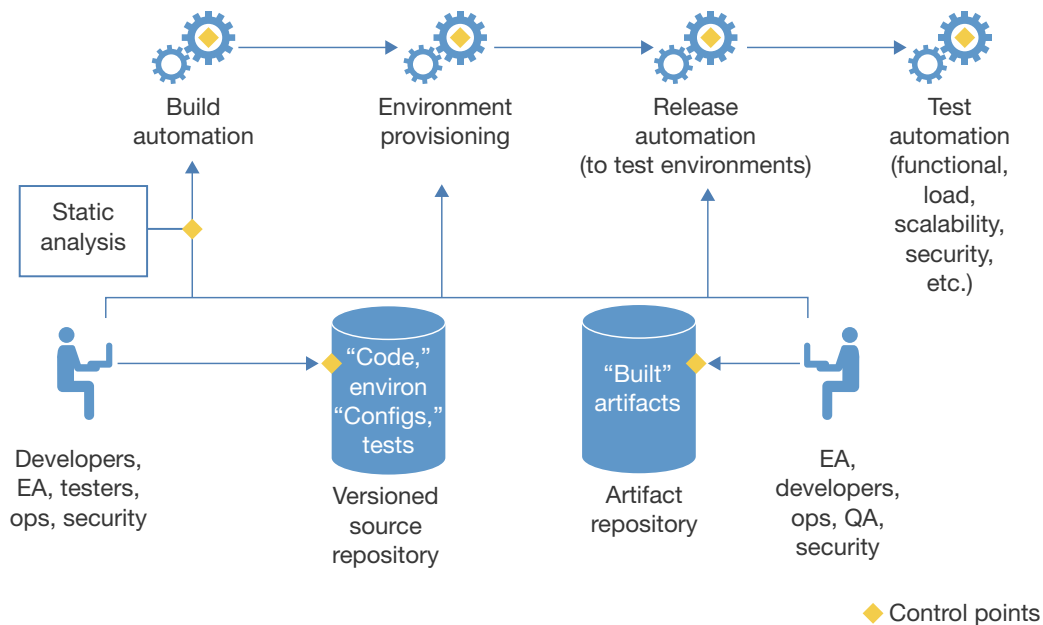 Build
automation
Environment
provisioning
Release
automation
(to test environments)
Test
automation
(functional,
load,
scalability,
security,
etc.)
Static
analysis
“Code,”
environ
“Configs,”
tests
“Built”
artifacts
Developers,
EA, testers,
ops, security
Versioned
source
repository
Artifact
repository
EA,
developers,
ops, QA,
security
Control points